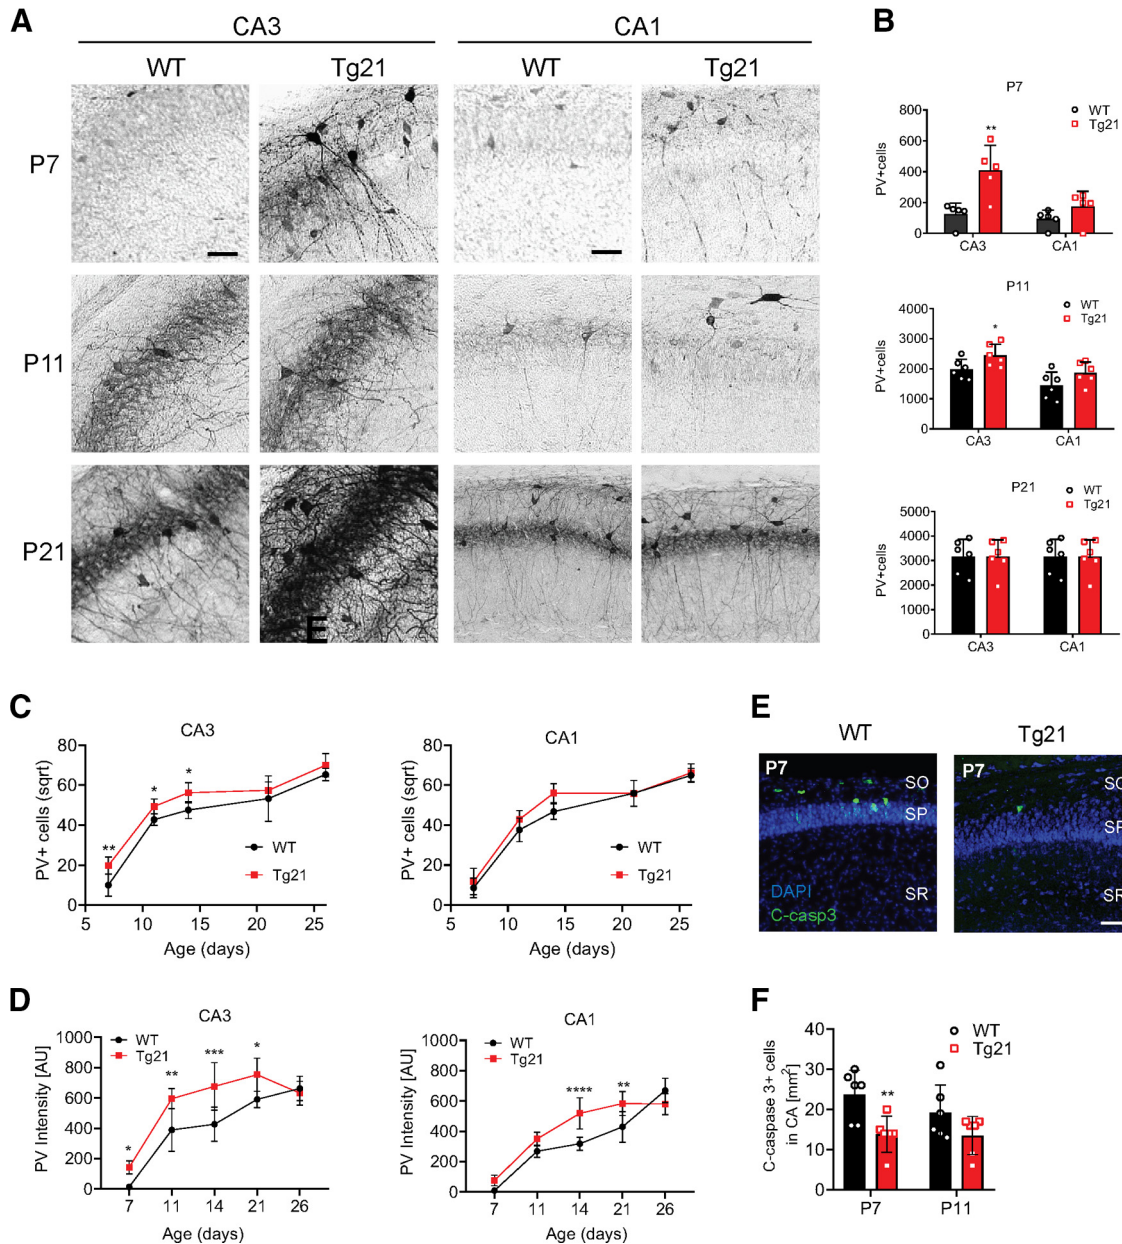 A
CA3
CA1
WT
Tg21
WT
Tg21
P7
P11
P21
E
B
P7
WT
Tg21
**
PV+cells
800
600
400
200
0
CA3
CA1
P11
WT
Tg21
*
PV+cells
4000
3000
2000
1000
0
CA3
CA1
P21
WT
Tg21
PV+cells
5000
4000
3000
2000
1000
0
CA3
CA1
C
CA3
PV+ cells (sqrt)
80
60
40
20
0
**
*
*
WT
Tg21
5
10
15
20
25
Age (days)
CA1
PV+ cells (sqrt)
80
60
40
20
0
WT
Tg21
5
10
15
20
25
Age (days)
D
CA3
PV Intensity [AU]
1000
800
600
400
200
0
WT
Tg21
*
**
***
*
7
11
14
21
26
Age (days)
CA1
PV Intensity [AU]
1000
800
600
400
200
0
WT
Tg21
****
**
7
11
14
21
26
Age (days)
E
WT
Tg21
P7
SO
SP
SR
DAPI
C-casp3
P7
SO
SP
SR
F
C-caspase 3+ cells
in CA [mm²]
40
30
20
10
0
WT
Tg21
**
P7
P11